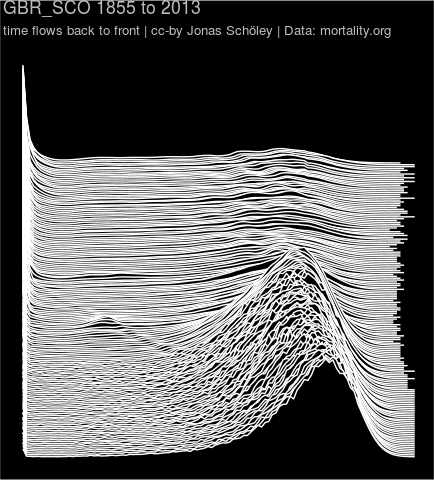 GBR_SCO 1855 to 2013
time flows back to front | cc-by Jonas Schöley | Data: mortality.org